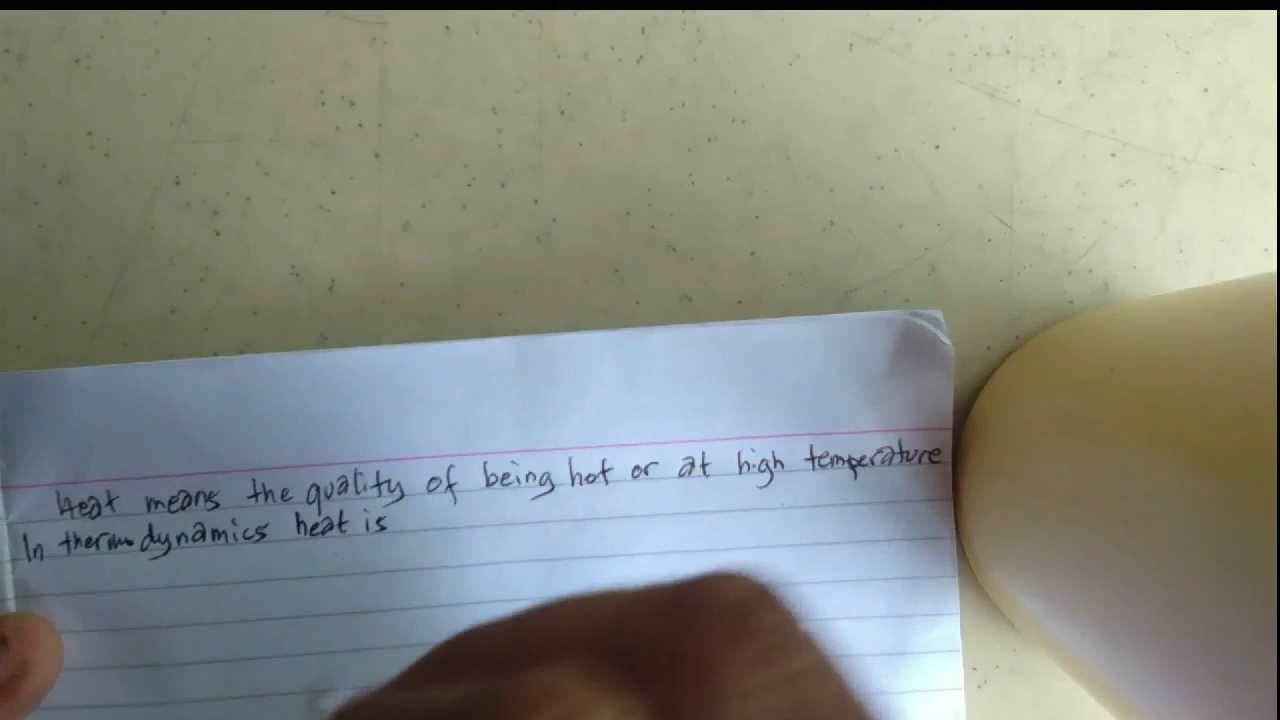 Heat means the quality of being hot or at high temperature
In thermodynamics heat is